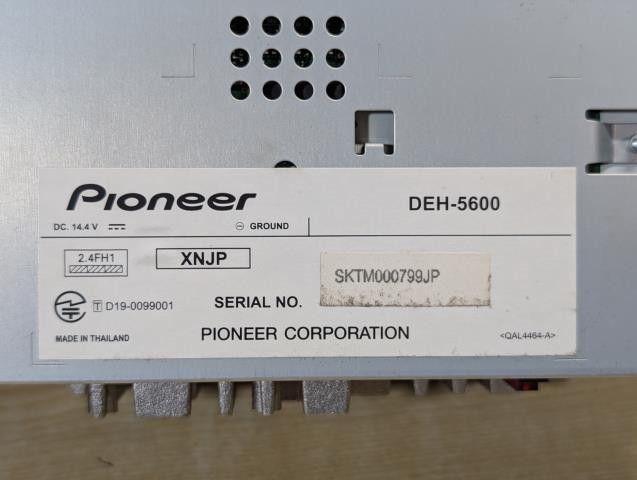 Pioneer
DEH-5600
DC. 14.4 V
GROUND
2.4FH1
XNJP
SKTM000799JP
T D19-0099001
SERIAL NO.
MADE IN THAILAND
PIONEER CORPORATION
<QAL4464-A>